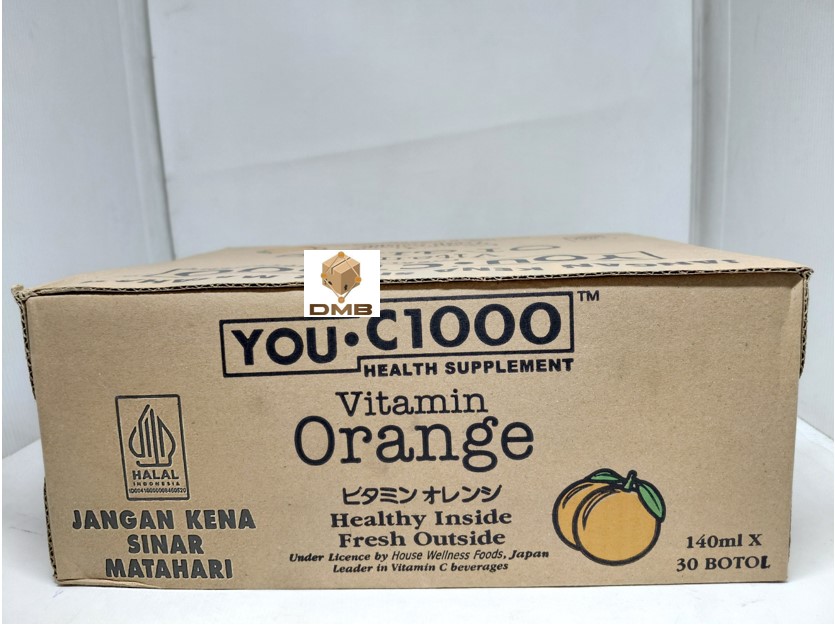 DMB
YOU·C1000™
HEALTH SUPPLEMENT
Vitamin
Orange
ビタミン オレンジ
Healthy Inside
Fresh Outside
Under Licence by House Wellness Foods, Japan
Leader in Vitamin C beverages
HALAL
INDONESIA
JANGAN KENA
SINAR
MATAHARI
140ml X
30 BOTOL